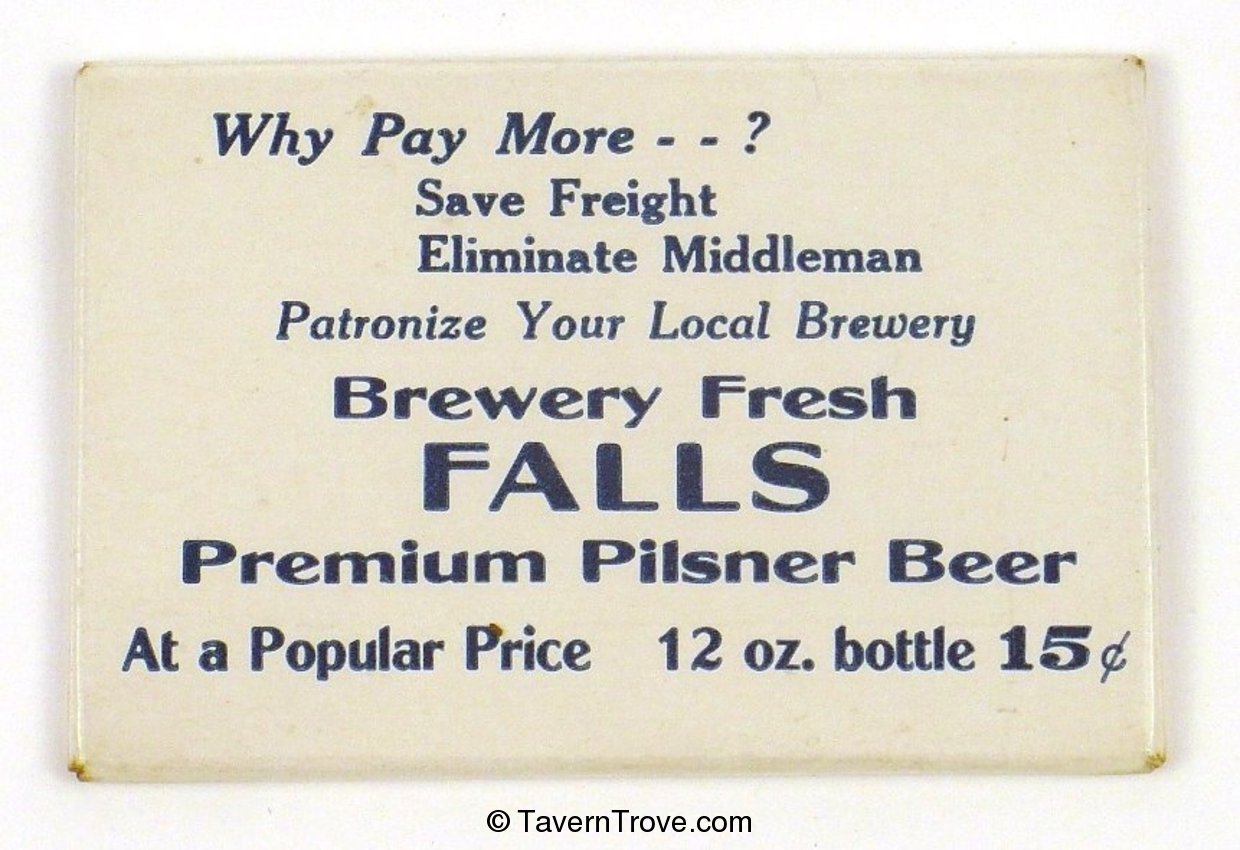 Why Pay More - - ?
Save Freight
Eliminate Middleman
Patronize Your Local Brewery
Brewery Fresh
FALLS
Premium Pilsner Beer
At a Popular Price 12 oz. bottle 15¢
© TavernTrove.com